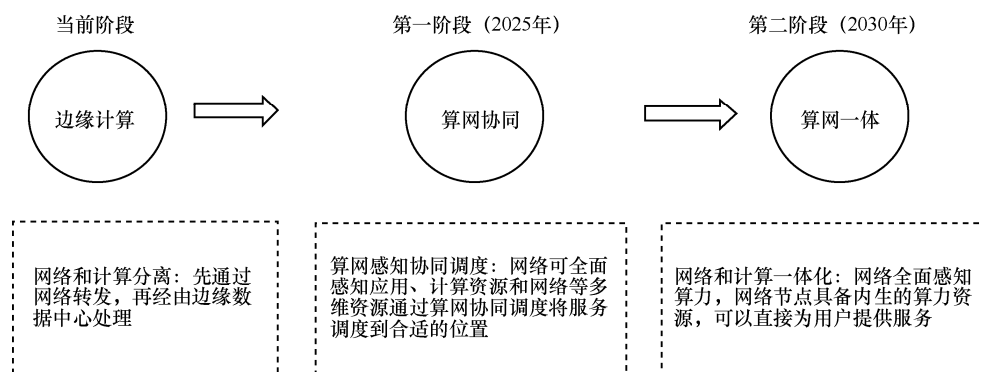 当前阶段
第一阶段（2025年）
第二阶段（2030年）
边缘计算
算网协同
算网一体
网络和计算分离：先通过
网络转发，再经由边缘数
据中心处理
算网感知协同调度：网络可全面
感知应用、计算资源和网络等多
维资源通过算网协同调度将服务
调度到合适的位置
网络和计算一体化：网络全面感知
算力，网络节点具备内生的算力资
源，可以直接为用户提供服务